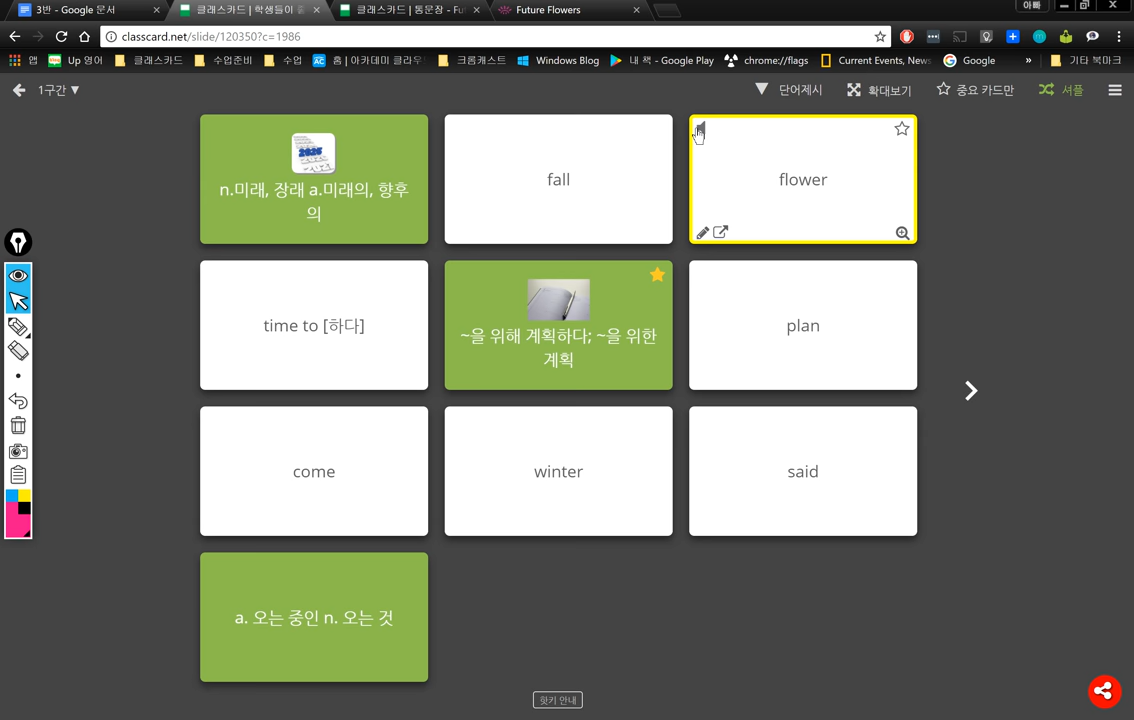 3반 - Google 문서
클래스카드 | 학생들이 흠
클래스카드 | 통문장 - Fu
Future Flowers
아빠
classcard.net/slide/120350?c=1986
앱
Up 영어
클래스카드
수업준비
수업
홈 | 아카데미 클라우
크롬캐스트
Windows Blog
내 책 - Google Play
chrome://flags
Current Events, News
Google
»
기타 북마크
1구간 ▼
▼ 단어제시
확대보기
중요 카드만
셔플
n.미래, 장래 a.미래의, 향후
의
fall
flower
time to [하다]
~을 위해 계획하다; ~을 위한
계획
plan
come
winter
said
a. 오는 중인 n. 오는 것
핫키 안내